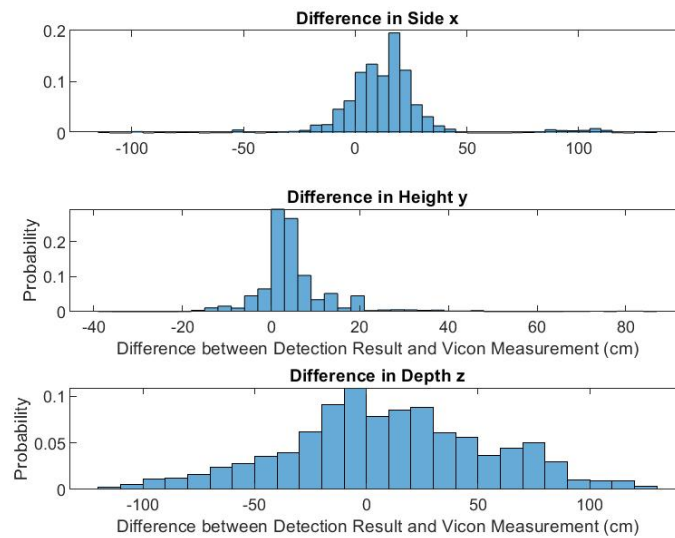 Difference in Side x
0.2
0.1
0
-100 -50 0 50 100
Difference in Height y
Probability
0.2
0.1
0
-40 -20 0 20 40 60 80
Difference between Detection Result and Vicon Measurement (cm)
Difference in Depth z
Probability
0.1
0.05
0
-100 -50 0 50 100
Difference between Detection Result and Vicon Measurement (cm)